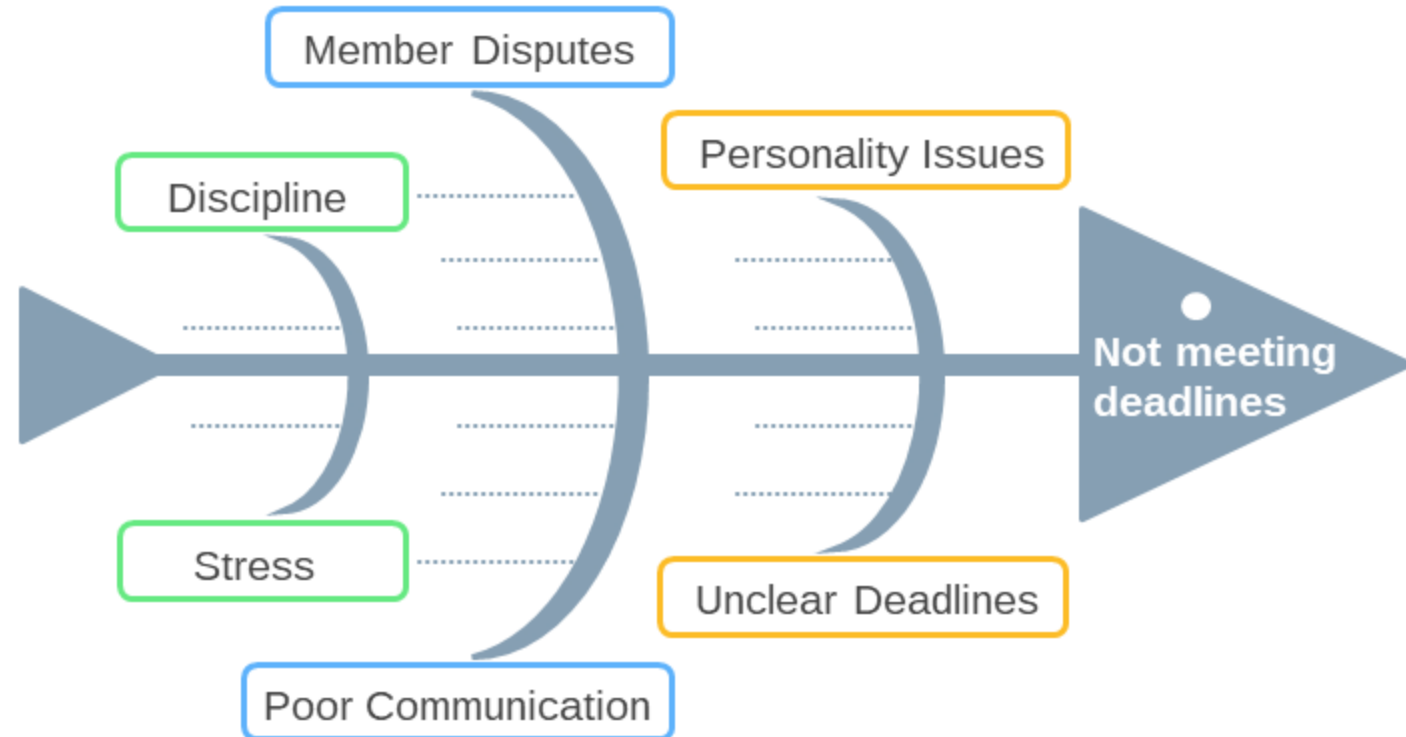 Member Disputes
Personality Issues
Discipline
Not meeting
deadlines
Stress
Unclear Deadlines
Poor Communication